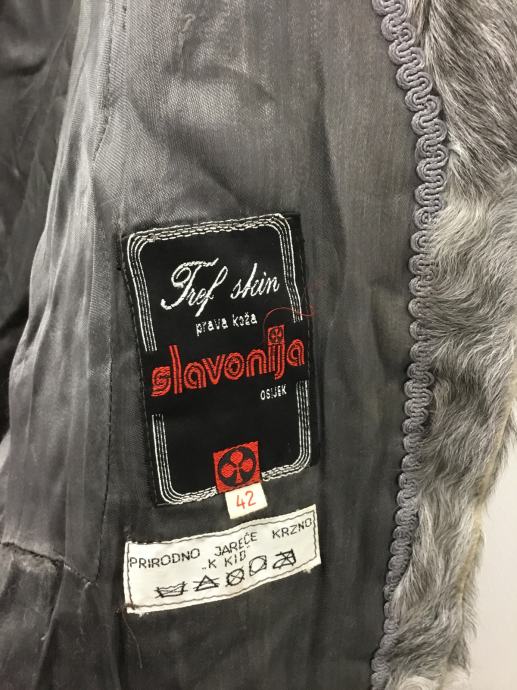 Tref skin
prava koža
slavonija
OSIJEK
42
PRIRODNO JAREĆE KRZNO
„K KID"